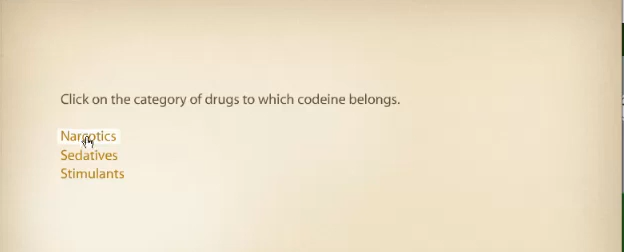 Click on the category of drugs to which codeine belongs.
Narcotics
Sedatives
Stimulants